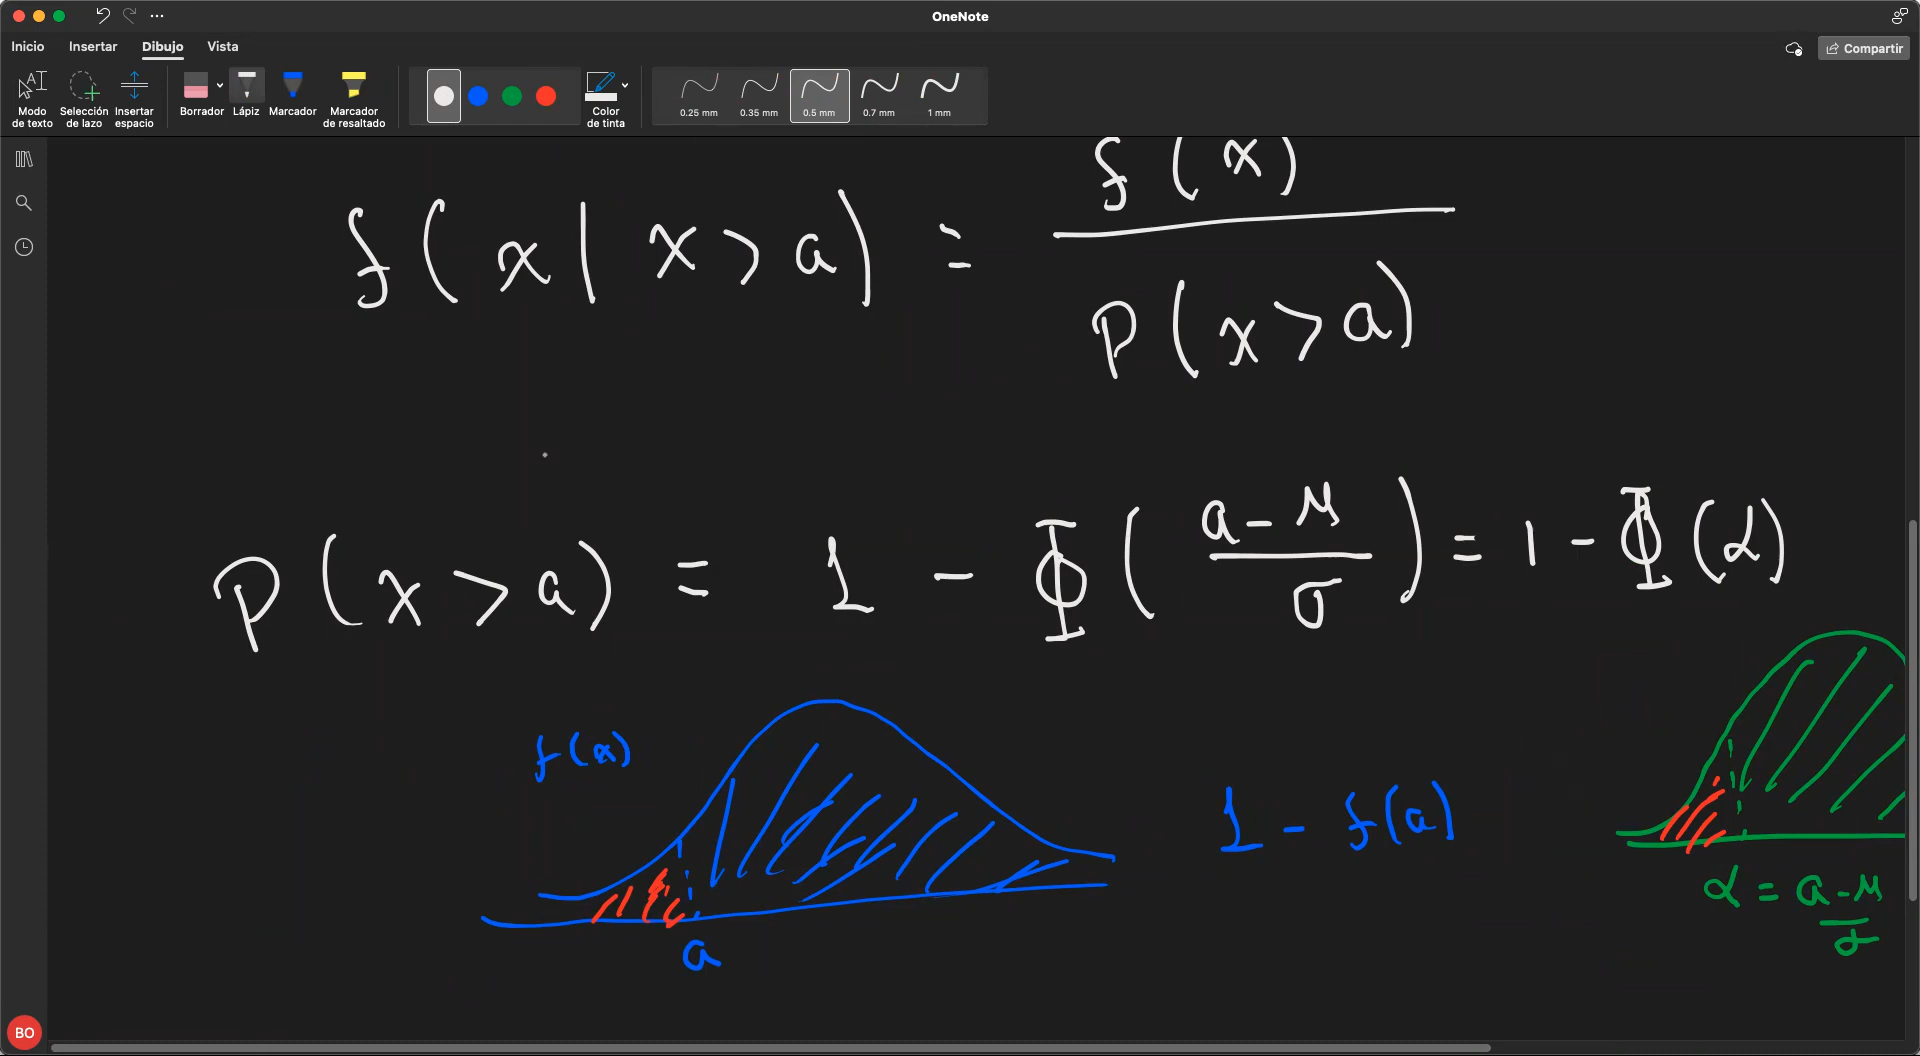 OneNote
Inicio Insertar Dibujo Vista
Compartir
Modo de texto
Selección de lazo
Insertar espacio
Borrador
Lápiz
Marcador
Marcador de resaltado
Color de tinta
0.25 mm 0.35 mm 0.5 mm 0.7 mm 1 mm
f(x | x > a) = f(x) / P(x > a)
P(x > a) = 1 - Φ( (a - μ) / σ ) = 1 - Φ(α)
f(x)
1 - f(a)
a
α = (a - μ) / σ
BO